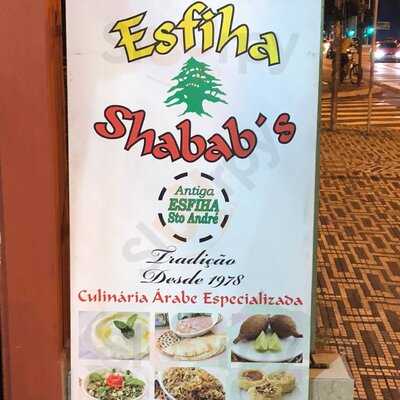 Esfiha
Shabab's
Antiga
ESFIHA
Sto André
Tradição
Desde 1978
Culinária Árabe Especializada